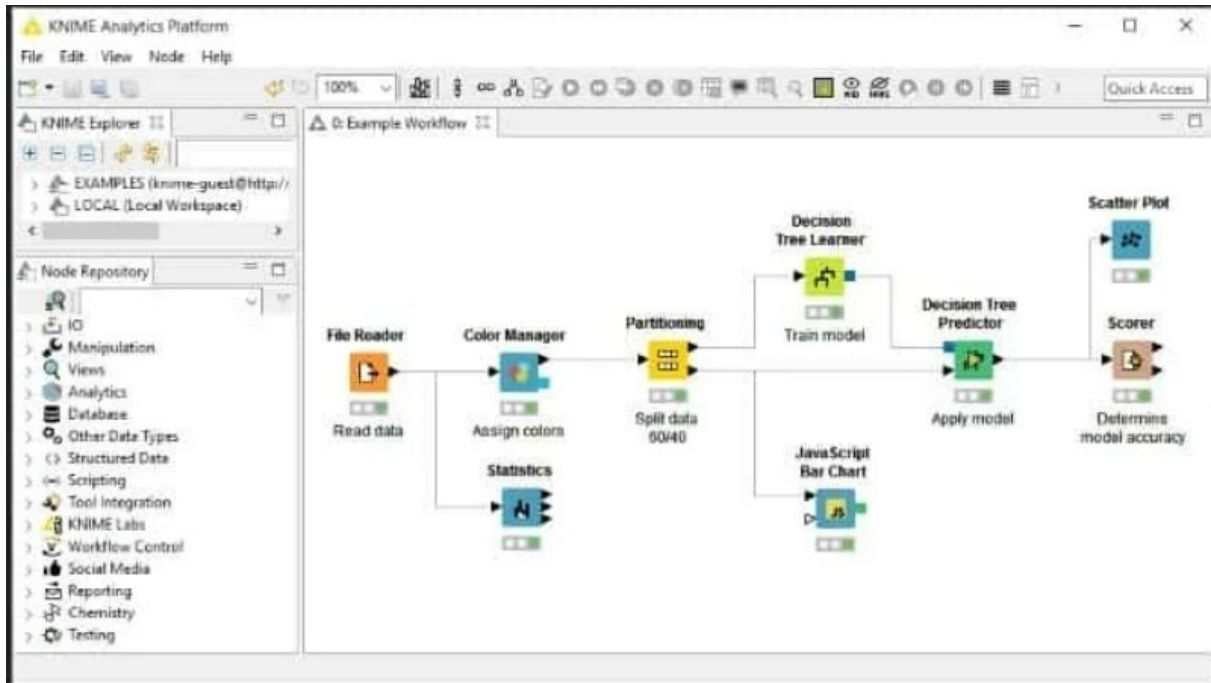 KNIME Analytics Platform
File Edit View Node Help
100%
Quick Access
KNIME Explorer
0: Example Workflow
EXAMPLES (knime-guest@http:/
LOCAL (Local Workspace)
Node Repository
IO
Manipulation
Views
Analytics
Database
Other Data Types
Structured Data
Scripting
Tool Integration
KNIME Labs
Workflow Control
Social Media
Reporting
Chemistry
Testing
File Reader
Read data
Color Manager
Assign colors
Statistics
Partitioning
Split data
60/40
Decision
Tree Learner
Train model
JavaScript
Bar Chart
JS
Decision Tree
Predictor
Apply model
Scatter Plot
Scorer
Determine
model accuracy